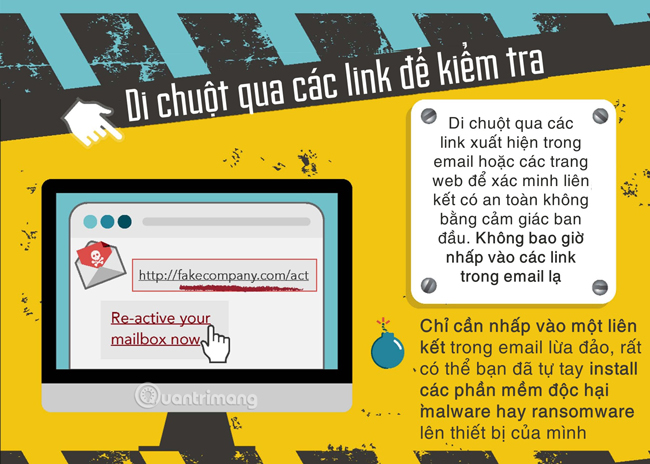 Di chuột qua các link để kiểm tra
Di chuột qua các
link xuất hiện trong
email hoặc các trang
web để xác minh liên
kết có an toàn không
bằng cảm giác ban
đầu. Không bao giờ
nhấp vào các link
trong email lạ
http://fakecompany.com/act
Re-active your
mailbox now
Quantrimang
Chỉ cần nhấp vào một liên
kết trong email lừa đảo, rất
có thể bạn đã tự tay install
các phần mềm độc hại
malware hay ransomware
lên thiết bị của mình